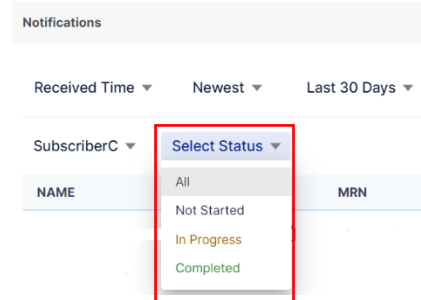 Notifications
Received Time Newest Last 30 Days
SubscriberC Select Status
NAME MRN
All
Not Started
In Progress
Completed